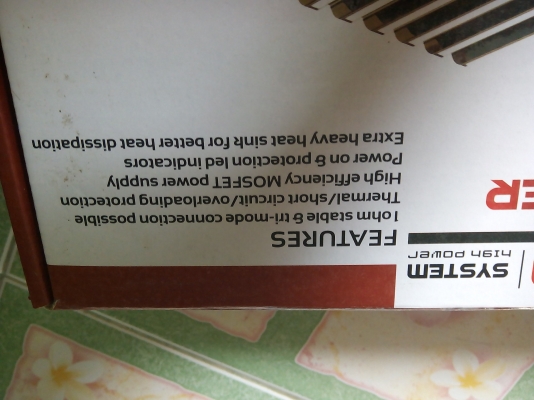 HIGH POWER
SYSTEM
ER
FEATURES
1 ohm stable & tri-mode connection possible
Thermal/short circuit/overloading protection
High efficiency MOSFET power supply
Power on & protection led indicators
Extra heavy heat sink for better heat dissipation